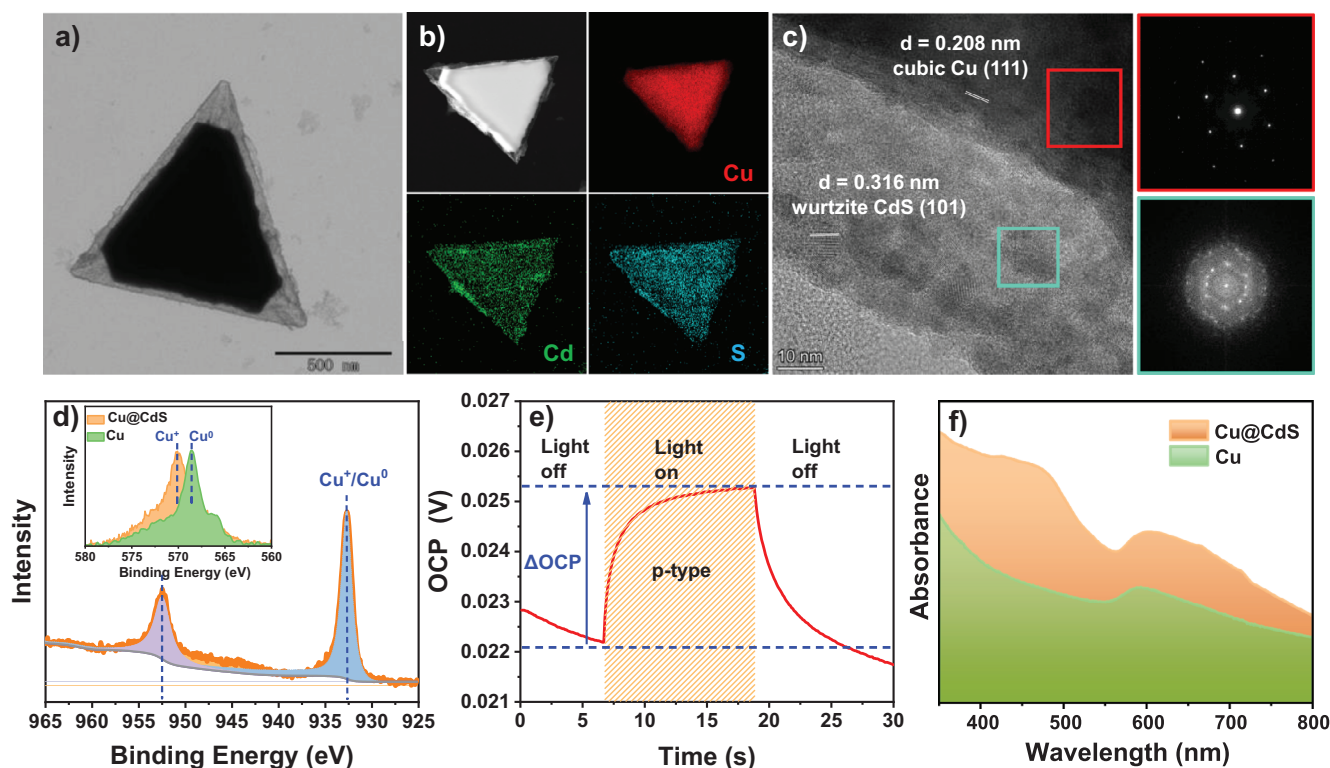 a)
500 nm
b)
Cu
Cd
S
c)
d = 0.208 nm
cubic Cu (111)
d = 0.316 nm
wurtzite CdS (101)
10 nm
d)
Cu@CdS
Cu
Cu⁺ Cu⁰
Intensity
580 575 570 565 560
Binding Energy (eV)
Cu⁺/Cu⁰
Intensity
965 960 955 950 945 940 935 930 925
Binding Energy (eV)
e)
OCP (V)
0.027
0.026
0.025
0.024
0.023
0.022
0.021
Light off
Light on
Light off
ΔOCP
p-type
0 5 10 15 20 25 30
Time (s)
f)
Cu@CdS
Cu
Absorbance
400 500 600 700 800
Wavelength (nm)